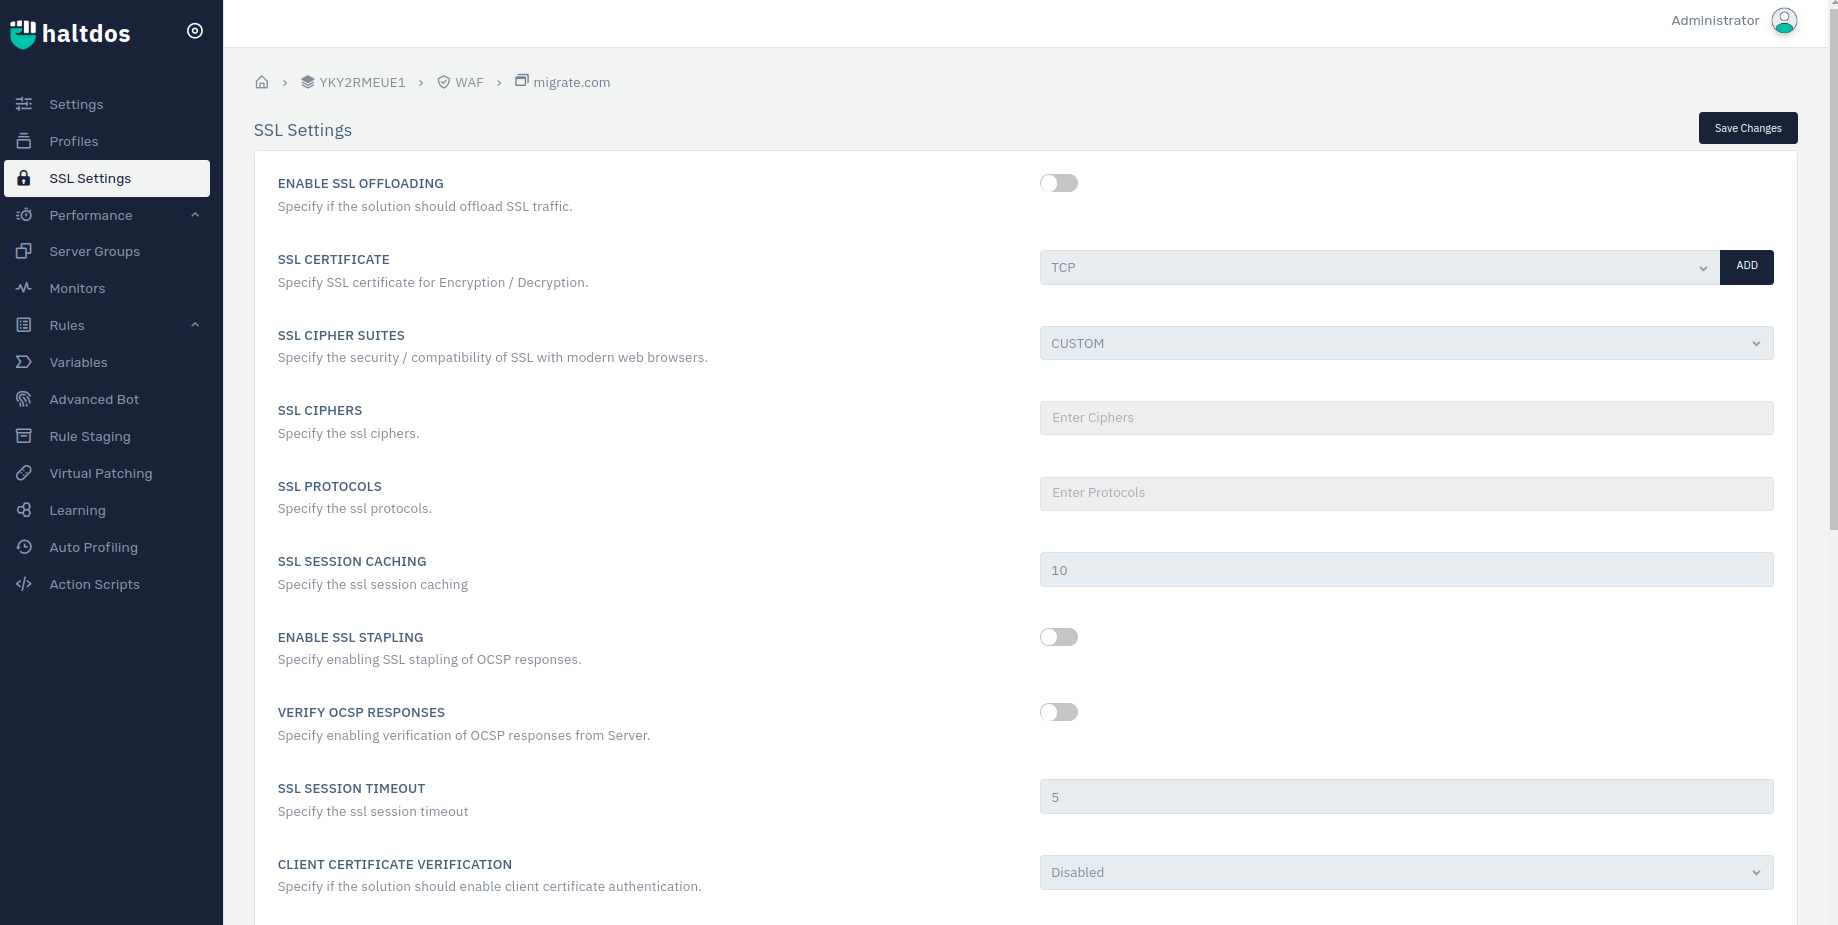 haltdos
Administrator
Settings
Profiles
SSL Settings
Performance
Server Groups
Monitors
Rules
Variables
Advanced Bot
Rule Staging
Virtual Patching
Learning
Auto Profiling
Action Scripts
YKY2RMEUE1 WAF migrate.com
SSL Settings
Save Changes
ENABLE SSL OFFLOADING
Specify if the solution should offload SSL traffic.
SSL CERTIFICATE
Specify SSL certificate for Encryption / Decryption.
TCP
ADD
SSL CIPHER SUITES
Specify the security / compatibility of SSL with modern web browsers.
CUSTOM
SSL CIPHERS
Specify the ssl ciphers.
Enter Ciphers
SSL PROTOCOLS
Specify the ssl protocols.
Enter Protocols
SSL SESSION CACHING
Specify the ssl session caching
10
ENABLE SSL STAPLING
Specify enabling SSL stapling of OCSP responses.
VERIFY OCSP RESPONSES
Specify enabling verification of OCSP responses from Server.
SSL SESSION TIMEOUT
Specify the ssl session timeout
5
CLIENT CERTIFICATE VERIFICATION
Specify if the solution should enable client certificate authentication.
Disabled